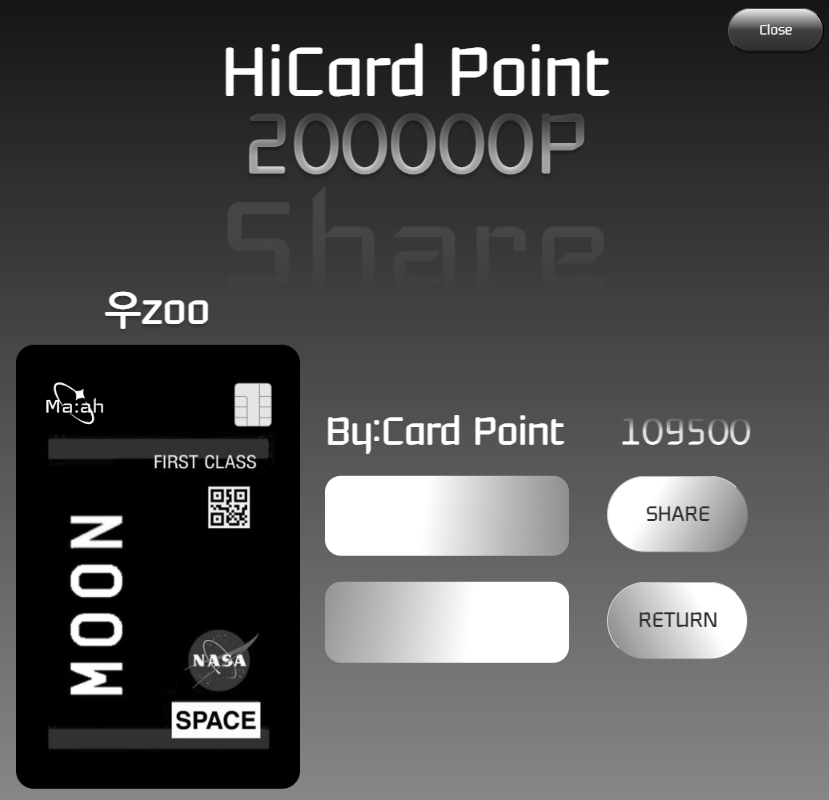 Close
HiCard Point
200000P
Share
우zoo
Ma:ah
FIRST CLASS
MOON
NASA
SPACE
By:Card Point
109500
SHARE
RETURN